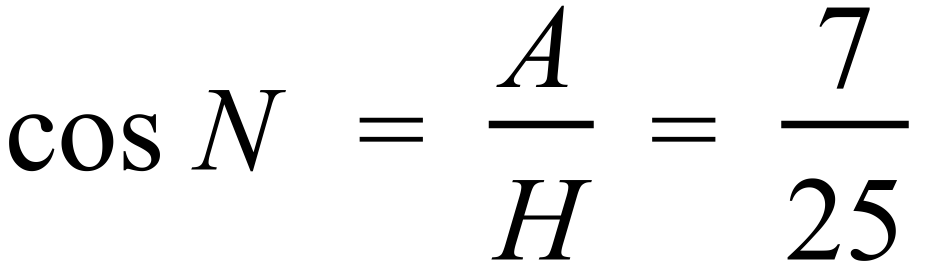 cos N = A/H = 7/25